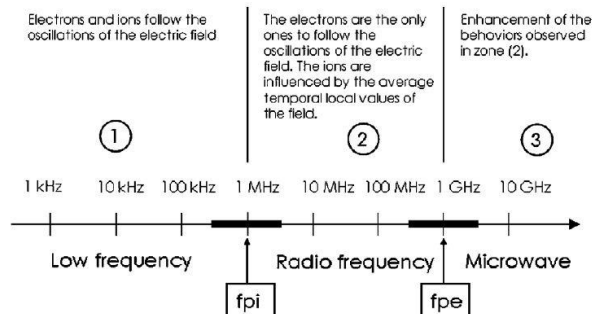 Electrons and ions follow the
oscillations of the electric field
The electrons are the only
ones to follow the
oscillations of the electric
field. The ions are
influenced by the average
temporal local values of
the field.
Enhancement of the
behaviors observed
in zone (2).
1
2
3
1 kHz 10 kHz 100 kHz 1 MHz 10 MHz 100 MHz 1 GHz 10 GHz
Low frequency Radio frequency Microwave
fpi fpe